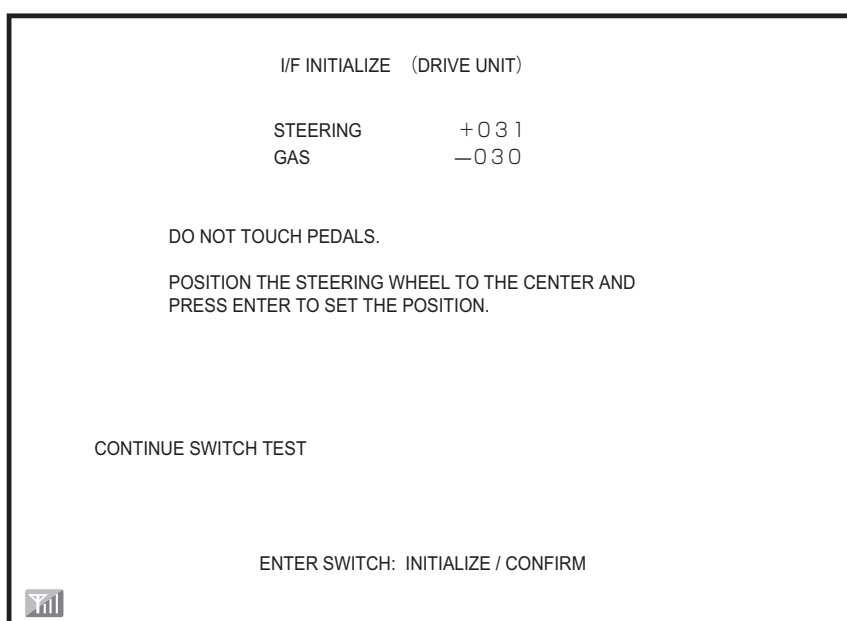 I/F INITIALIZE （DRIVE UNIT）
STEERING ＋０３１
GAS －０３０
DO NOT TOUCH PEDALS.
POSITION THE STEERING WHEEL TO THE CENTER AND
PRESS ENTER TO SET THE POSITION.
CONTINUE SWITCH TEST
ENTER SWITCH: INITIALIZE / CONFIRM